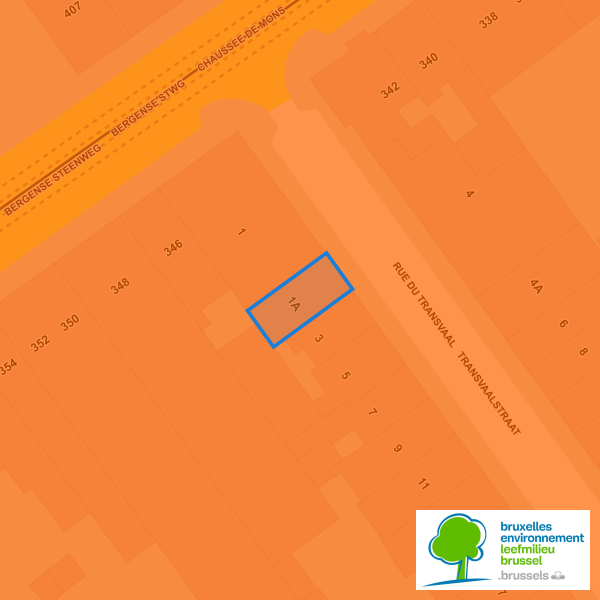 407
338
340
342
CHAUSSÉE DE MONS
BERGENSE STWG
BERGENSE STEENWEG
4
1
346
348
350
352
354
1A
3
5
7
9
11
4A
6
8
RUE DU TRANSVAAL TRANSVAALSTRAAT
bruxelles
environnement
leefmilieu
brussel
.brussels